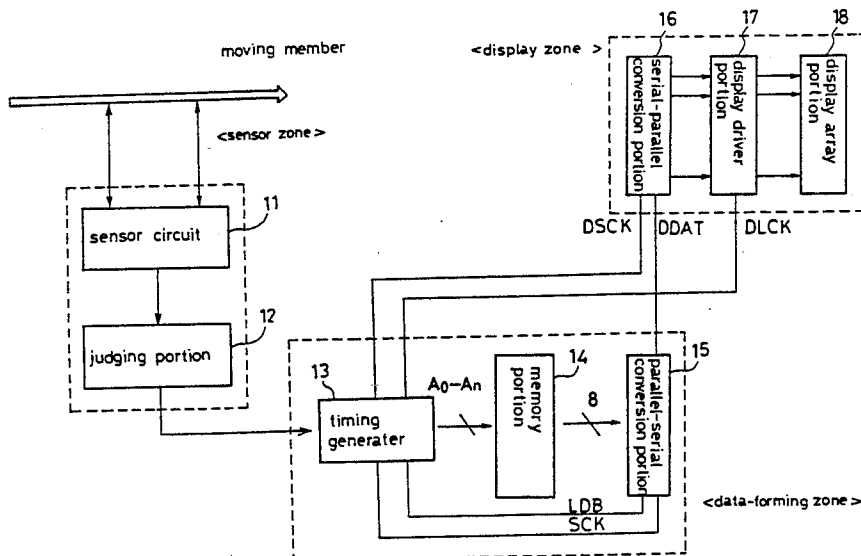 moving member
<sensor zone>
11
sensor circuit
12
judging portion
<display zone >
16
serial-parallel
conversion portion
17
display driver
portion
18
display array
portion
DSCK
DDAT
DLCK
13
timing
generater
A0-An
14
memory
portion
8
15
parallel-serial
conversion portion
LDB
SCK
<data-forming zone>